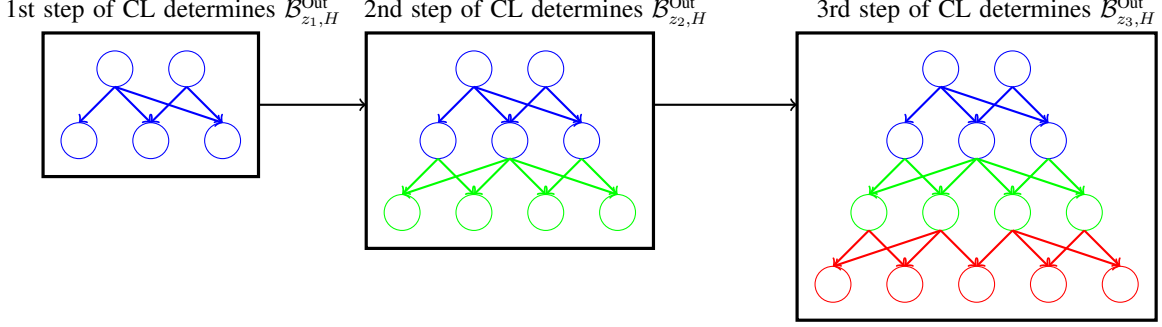 1st step of CL determines $\mathcal{B}^{\text{Out}}_{z_1,H}$
2nd step of CL determines $\mathcal{B}^{\text{Out}}_{z_2,H}$
3rd step of CL determines $\mathcal{B}^{\text{Out}}_{z_3,H}$